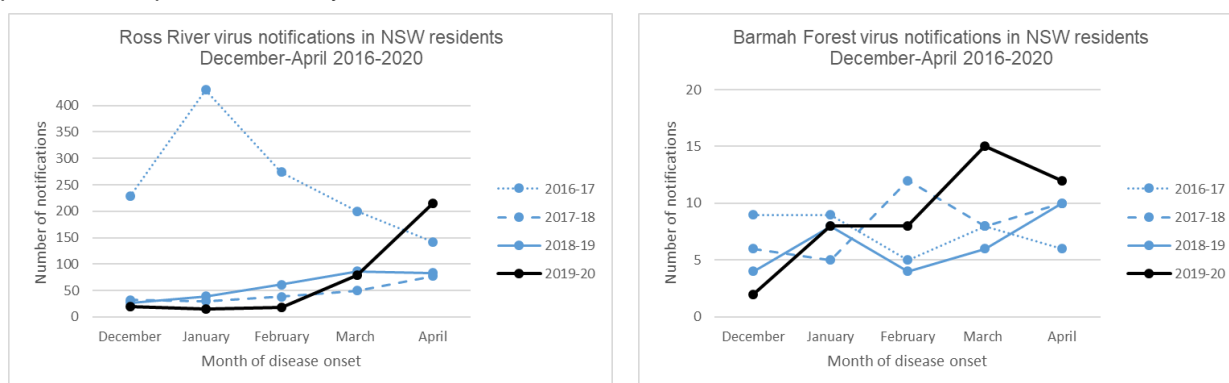 Ross River virus notifications in NSW residents
December-April 2016-2020
Number of notifications
400
350
300
250
200
150
100
50
0
December January February March April
Month of disease onset
2016-17
2017-18
2018-19
2019-20
Barmah Forest virus notifications in NSW residents
December-April 2016-2020
Number of notifications
20
15
10
5
0
December January February March April
Month of disease onset
2016-17
2017-18
2018-19
2019-20